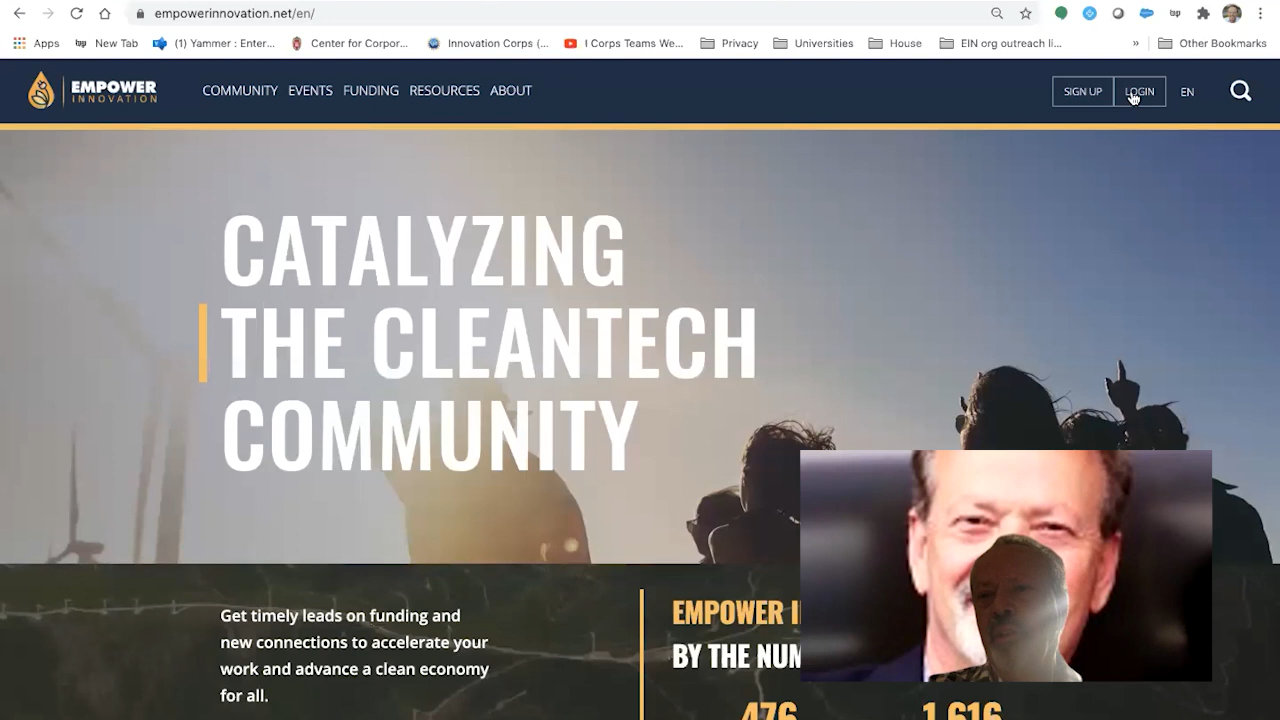 empowerinnovation.net/en/
Apps
wp New Tab
(1) Yammer : Enter...
Center for Corpor...
Innovation Corps (...
I Corps Teams We...
Privacy
Universities
House
EIN org outreach li...
»
Other Bookmarks
EMPOWER
INNOVATION
COMMUNITY
EVENTS
FUNDING
RESOURCES
ABOUT
SIGN UP
LOGIN
EN
CATALYZING
THE CLEANTECH
COMMUNITY
Get timely leads on funding and
new connections to accelerate your
work and advance a clean economy
for all.
EMPOWER I
BY THE NUM
476
1,616